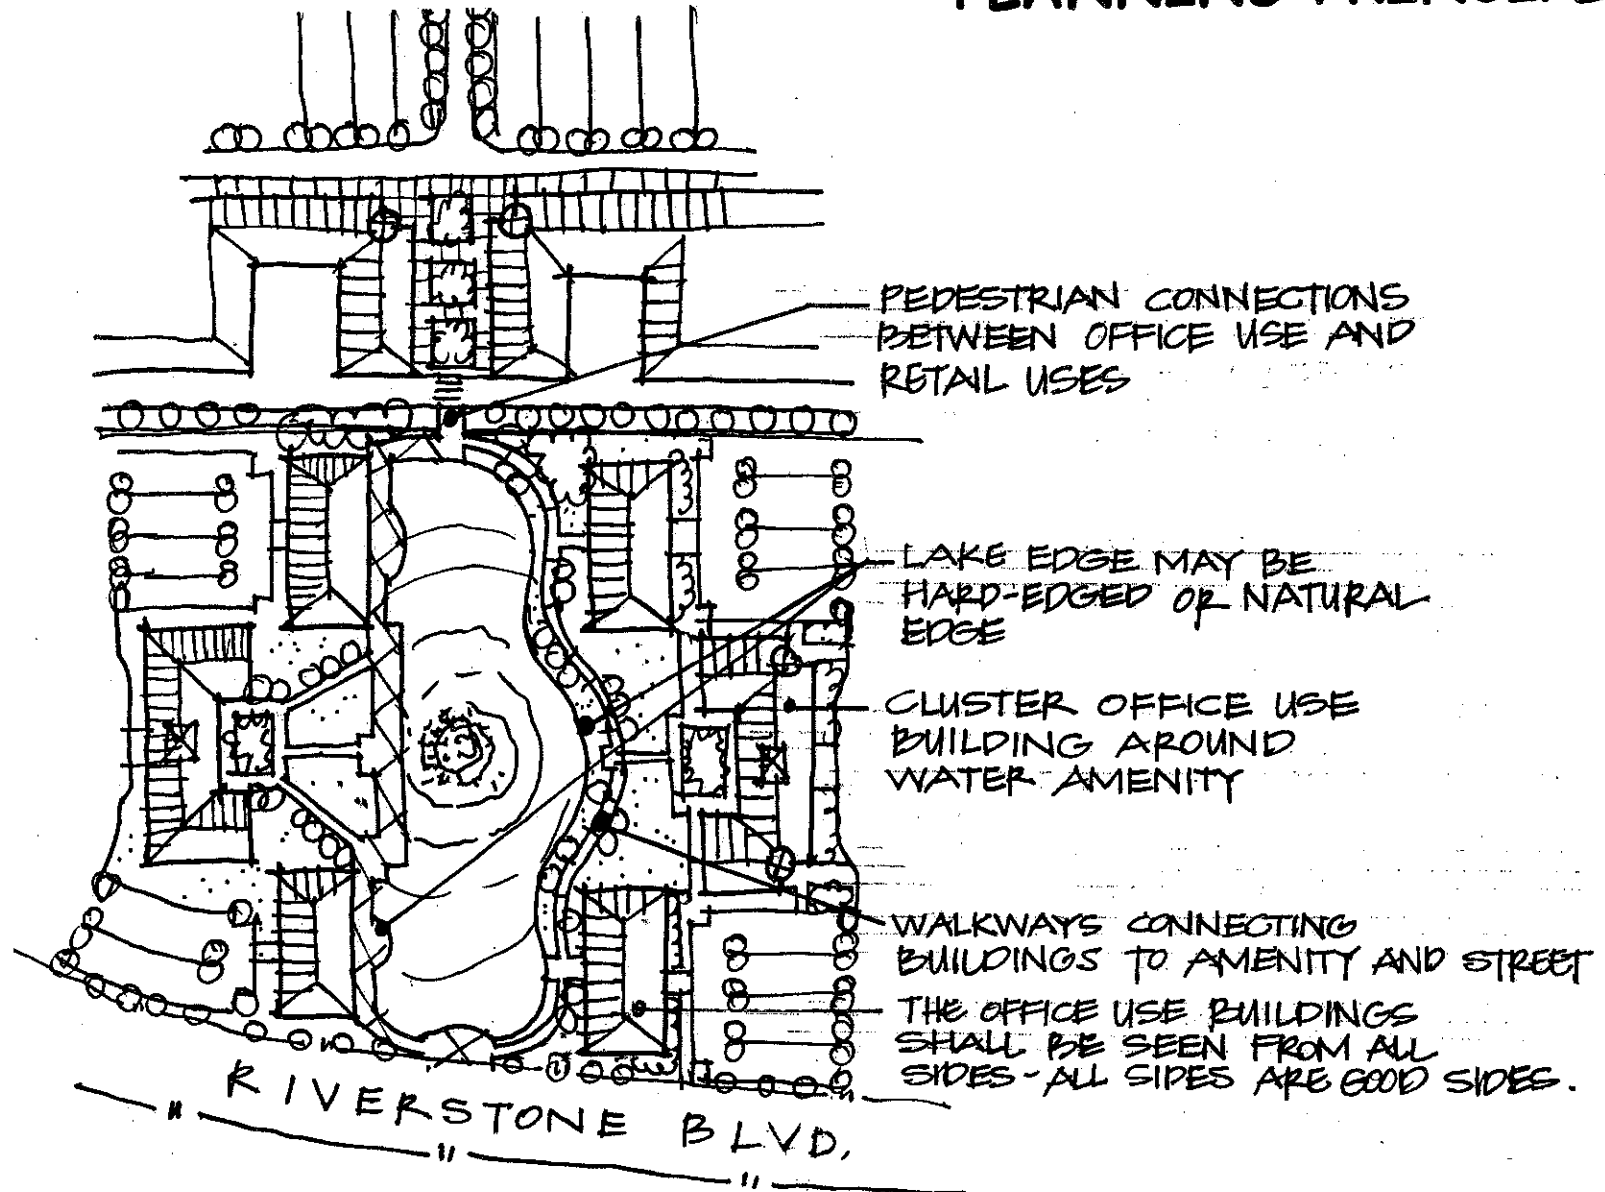 PEDESTRIAN CONNECTIONS
BETWEEN OFFICE USE AND
RETAIL USES
LAKE EDGE MAY BE
HARD-EDGED OR NATURAL
EDGE
CLUSTER OFFICE USE
BUILDING AROUND
WATER AMENITY
WALKWAYS CONNECTING
BUILDINGS TO AMENITY AND STREET
THE OFFICE USE BUILDINGS
SHALL BE SEEN FROM ALL
SIDES-ALL SIDES ARE GOOD SIDES.
RIVERSTONE BLVD.